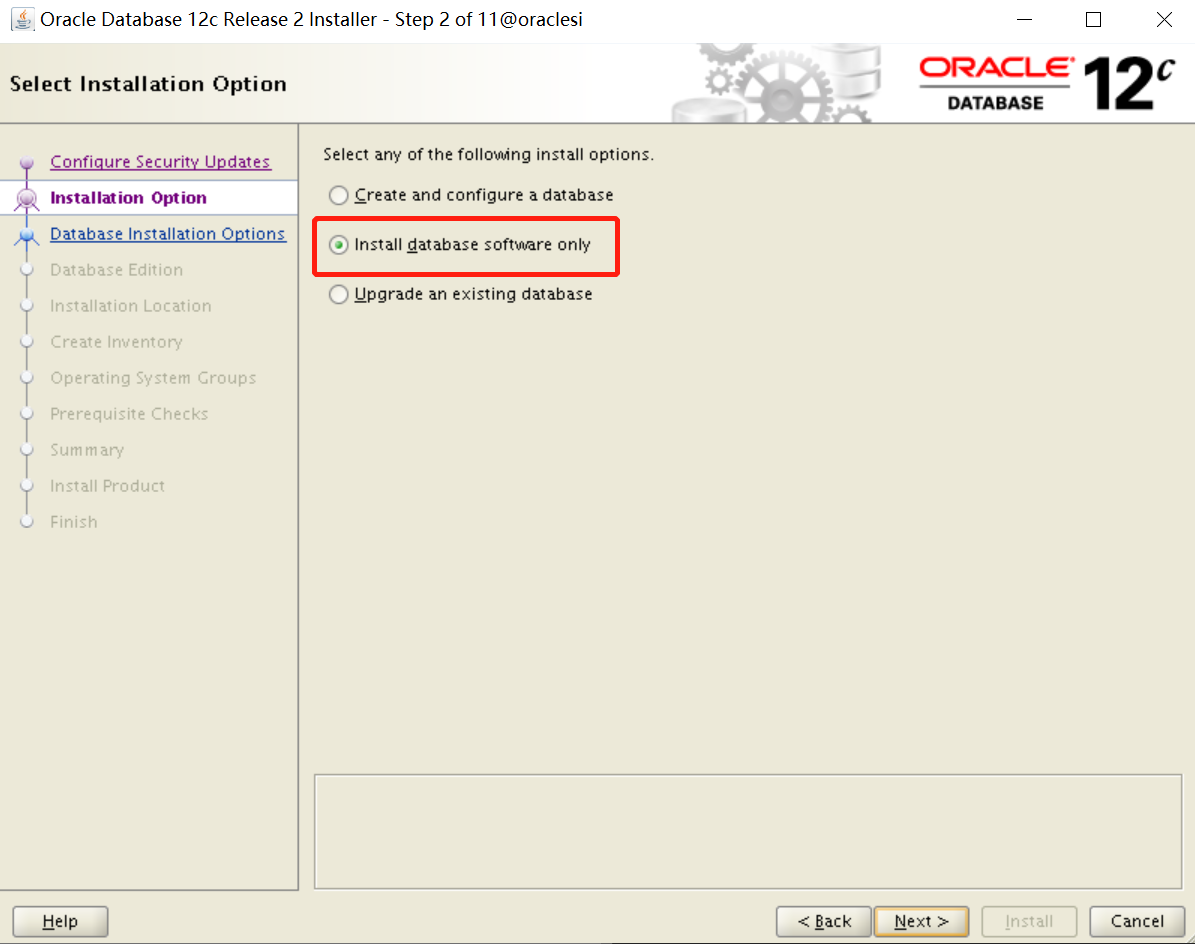 Oracle Database 12c Release 2 Installer - Step 2 of 11@oraclesi
Select Installation Option
ORACLE
DATABASE
12c
Configure Security Updates
Installation Option
Database Installation Options
Database Edition
Installation Location
Create Inventory
Operating System Groups
Prerequisite Checks
Summary
Install Product
Finish
Select any of the following install options.
Create and configure a database
Install database software only
Upgrade an existing database
Help
< Back
Next >
Install
Cancel